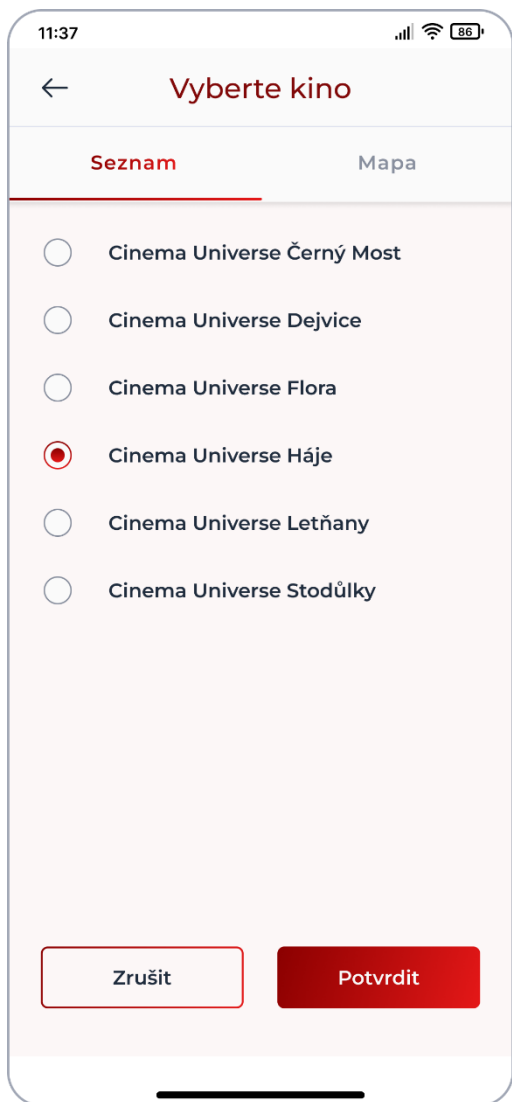 11:37
86
Vyberte kino
Seznam Mapa
Cinema Universe Černý Most
Cinema Universe Dejvice
Cinema Universe Flora
Cinema Universe Háje
Cinema Universe Letňany
Cinema Universe Stodůlky
Zrušit Potvrdit